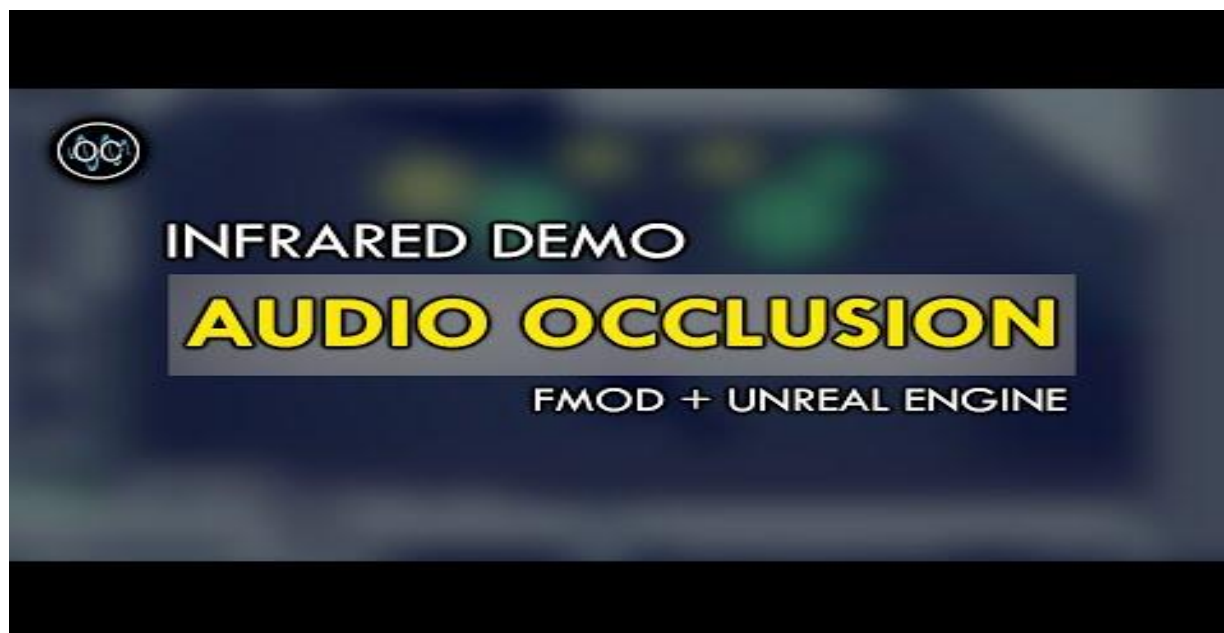 INFRARED DEMO
AUDIO OCCLUSION
FMOD + UNREAL ENGINE